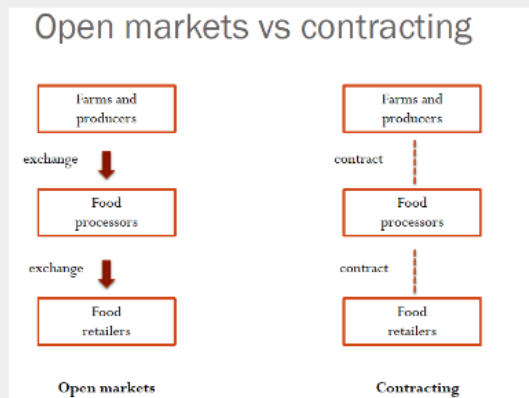 Open markets vs contracting
Farms and
producers
exchange
Food
processors
exchange
Food
retailers
Open markets
Farms and
producers
contract
Food
processors
contract
Food
retailers
Contracting